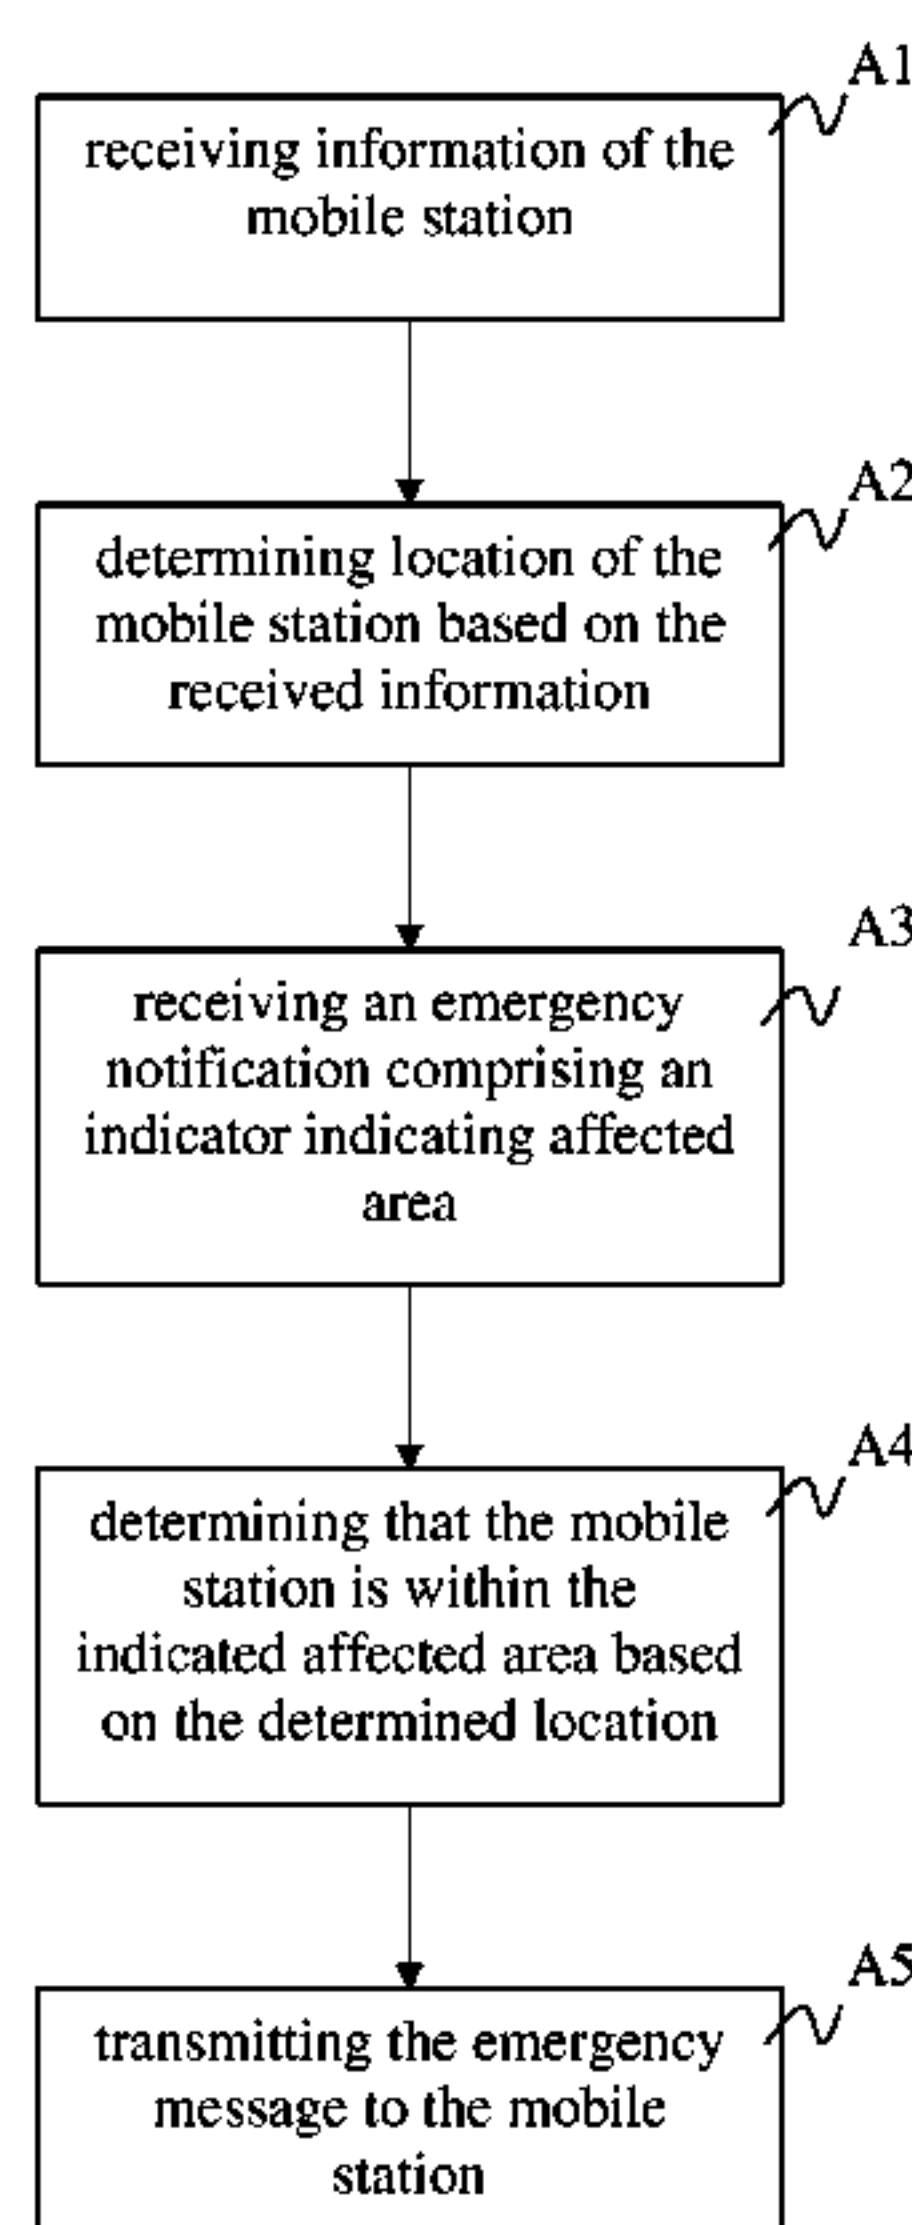 A1
receiving information of the
mobile station
A2
determining location of the
mobile station based on the
received information
A3
receiving an emergency
notification comprising an
indicator indicating affected
area
A4
determining that the mobile
station is within the
indicated affected area based
on the determined location
A5
transmitting the emergency
message to the mobile
station